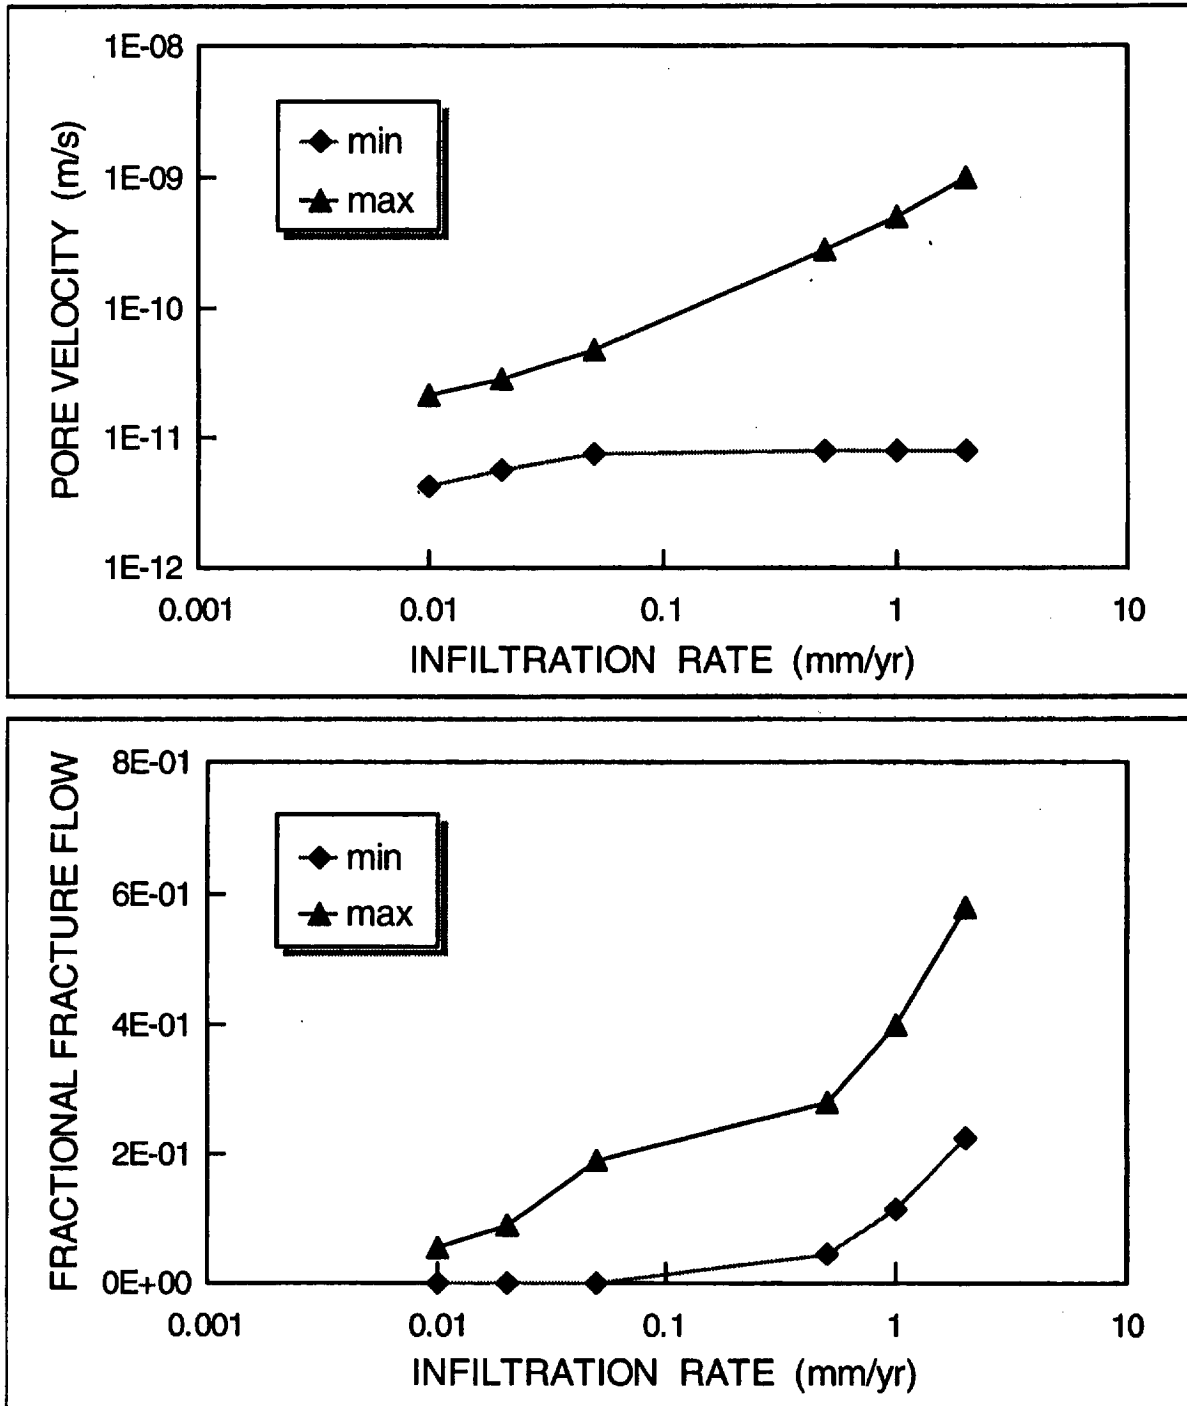 PORE VELOCITY (m/s)
1E-08
1E-09
1E-10
1E-11
1E-12
min
max
0.001 0.01 0.1 1 10
INFILTRATION RATE (mm/yr)
FRACTIONAL FRACTURE FLOW
8E-01
6E-01
4E-01
2E-01
0E+00
min
max
0.001 0.01 0.1 1 10
INFILTRATION RATE (mm/yr)